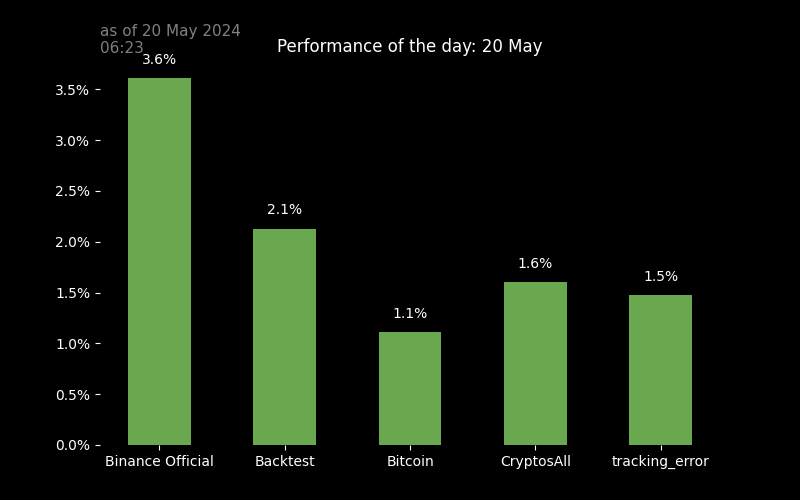 as of 20 May 2024
06:23
Performance of the day: 20 May
3.6%
2.1%
1.1%
1.6%
1.5%
3.5%
3.0%
2.5%
2.0%
1.5%
1.0%
0.5%
0.0%
Binance Official
Backtest
Bitcoin
CryptosAll
tracking_error